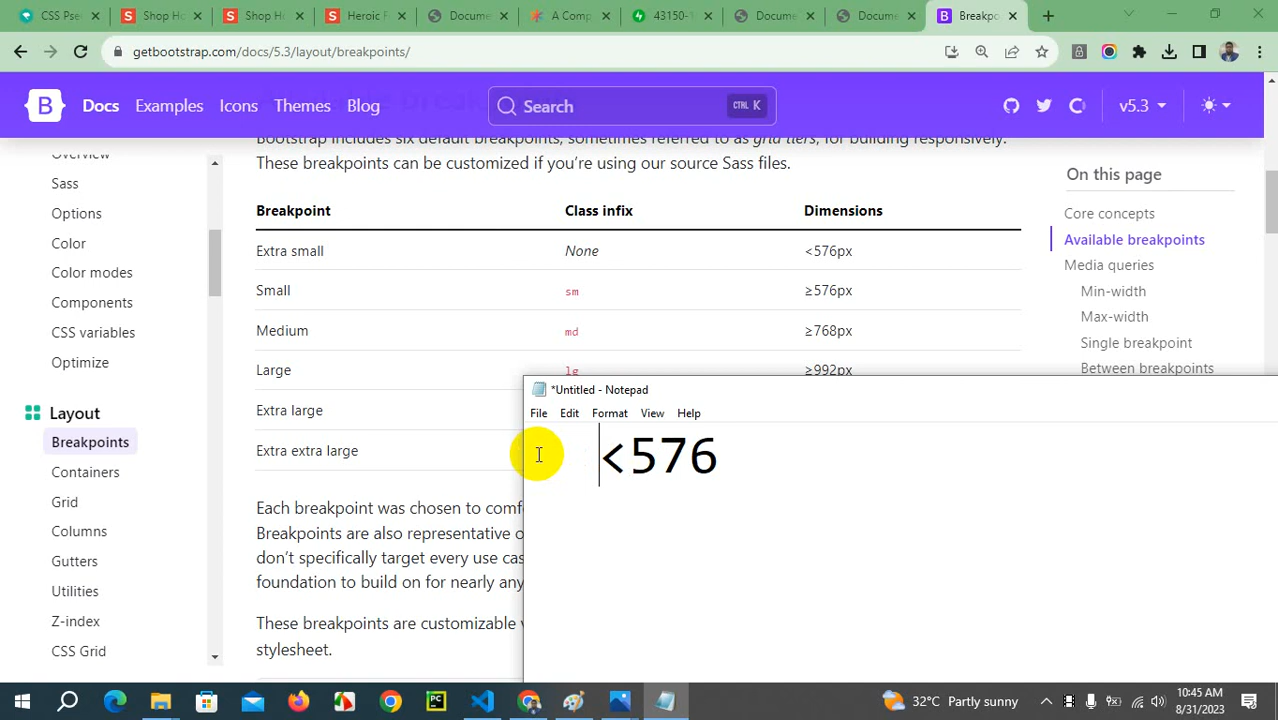 CSS Pse
Shop Ho
Shop Ho
Heroic F
Docume
A Comp
43150-1
Docume
Docume
Breakpo
getbootstrap.com/docs/5.3/layout/breakpoints/
B Docs Examples Icons Themes Blog Search CTRL K v5.3
Overview
Sass
Options
Color
Color modes
Components
CSS variables
Optimize
Layout
Breakpoints
Containers
Grid
Columns
Gutters
Utilities
Z-index
CSS Grid
Bootstrap includes six default breakpoints, sometimes referred to as grid tiers, for building responsively.
These breakpoints can be customized if you’re using our source Sass files.
Breakpoint Class infix Dimensions
Extra small None <576px
Small sm ≥576px
Medium md ≥768px
Large lg ≥992px
Extra large
Extra extra large
Each breakpoint was chosen to comf
Breakpoints are also representative o
don’t specifically target every use cas
foundation to build on for nearly any
These breakpoints are customizable v
stylesheet.
On this page
Core concepts
Available breakpoints
Media queries
Min-width
Max-width
Single breakpoint
Between breakpoints
*Untitled - Notepad
File Edit Format View Help
<576
PC
32°C Partly sunny
10:45 AM
8/31/2023